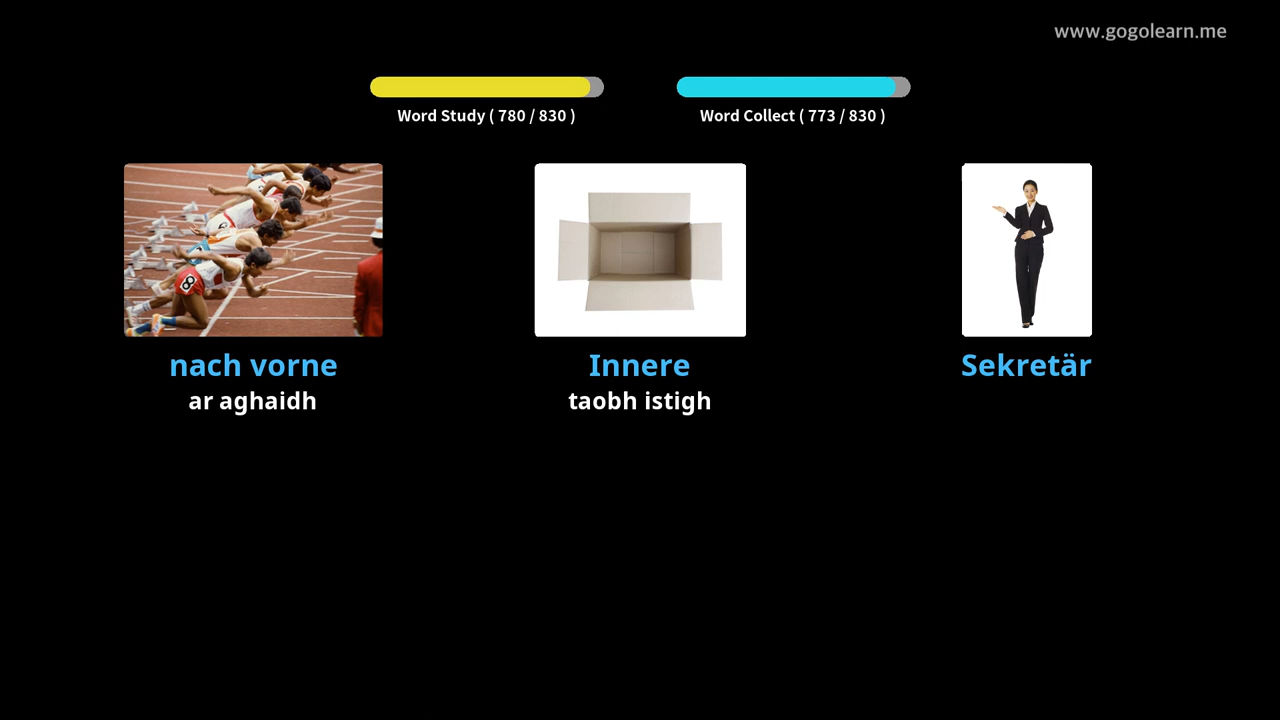 www.gogolearn.me
Word Study ( 780 / 830 )
Word Collect ( 773 / 830 )
8
nach vorne
ar aghaidh
Innere
taobh istigh
Sekretär